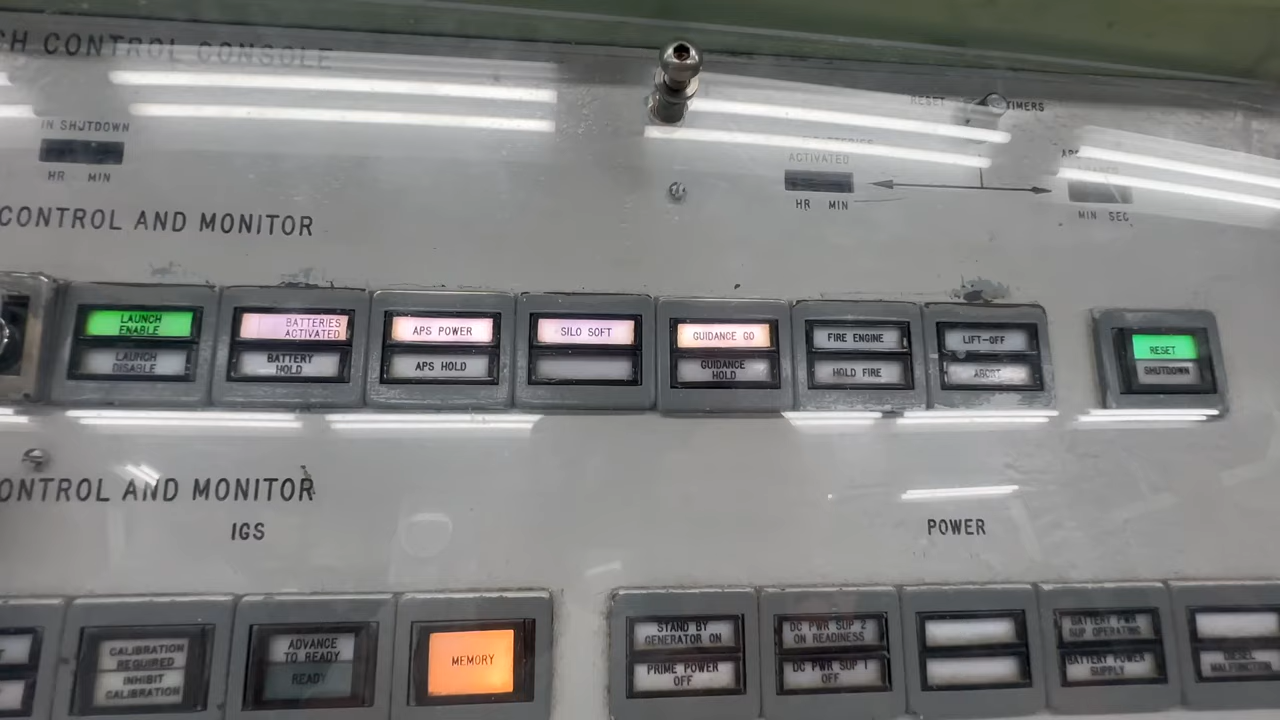 CH CONTROL CONSOLE
RESET
TIMERS
IN SHUTDOWN
HR MIN
ACTIVATED
HR MIN
MIN SEC
CONTROL AND MONITOR
LAUNCH
ENABLE
LAUNCH
DISABLE
BATTERIES
ACTIVATED
BATTERY
HOLD
APS POWER
APS HOLD
SILO SOFT
GUIDANCE GO
GUIDANCE
HOLD
FIRE ENGINE
HOLD FIRE
LIFT-OFF
ABORT
RESET
SHUTDOWN
ONTROL AND MONITOR
IGS
POWER
CALIBRATION
REQUIRED
INHIBIT
CALIBRATION
ADVANCE
TO READY
READY
MEMORY
STAND BY
GENERATOR ON
PRIME POWER
OFF
DC PWR SUP 2
ON READINESS
DC PWR SUP 1
OFF
BATTERY PWR
SUP OPERATING
BATTERY POWER
SUPPLY
DIESEL
MALFUNCTION